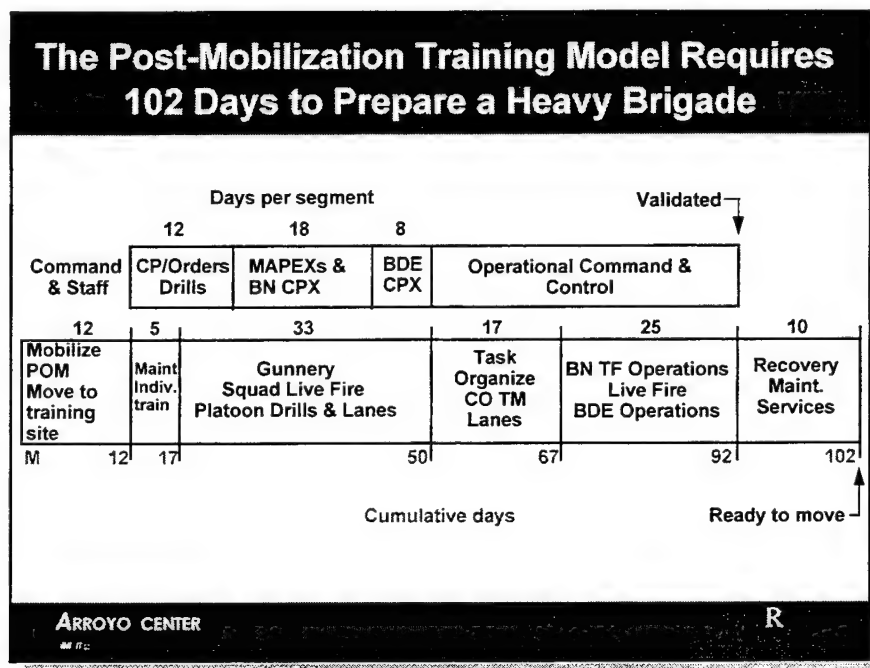 The Post-Mobilization Training Model Requires
102 Days to Prepare a Heavy Brigade
Days per segment
Validated
12 18 8
Command
& Staff
CP/Orders
Drills
MAPEXs &
BN CPX
BDE
CPX
Operational Command &
Control
12 5 33 17 25 10
Mobilize
POM
Move to
training
site
Maint
Indiv.
train
Gunnery
Squad Live Fire
Platoon Drills & Lanes
Task
Organize
CO TM
Lanes
BN TF Operations
Live Fire
BDE Operations
Recovery
Maint.
Services
M 12 17 50 67 92 102
Cumulative days
Ready to move
ARROYO CENTER
R